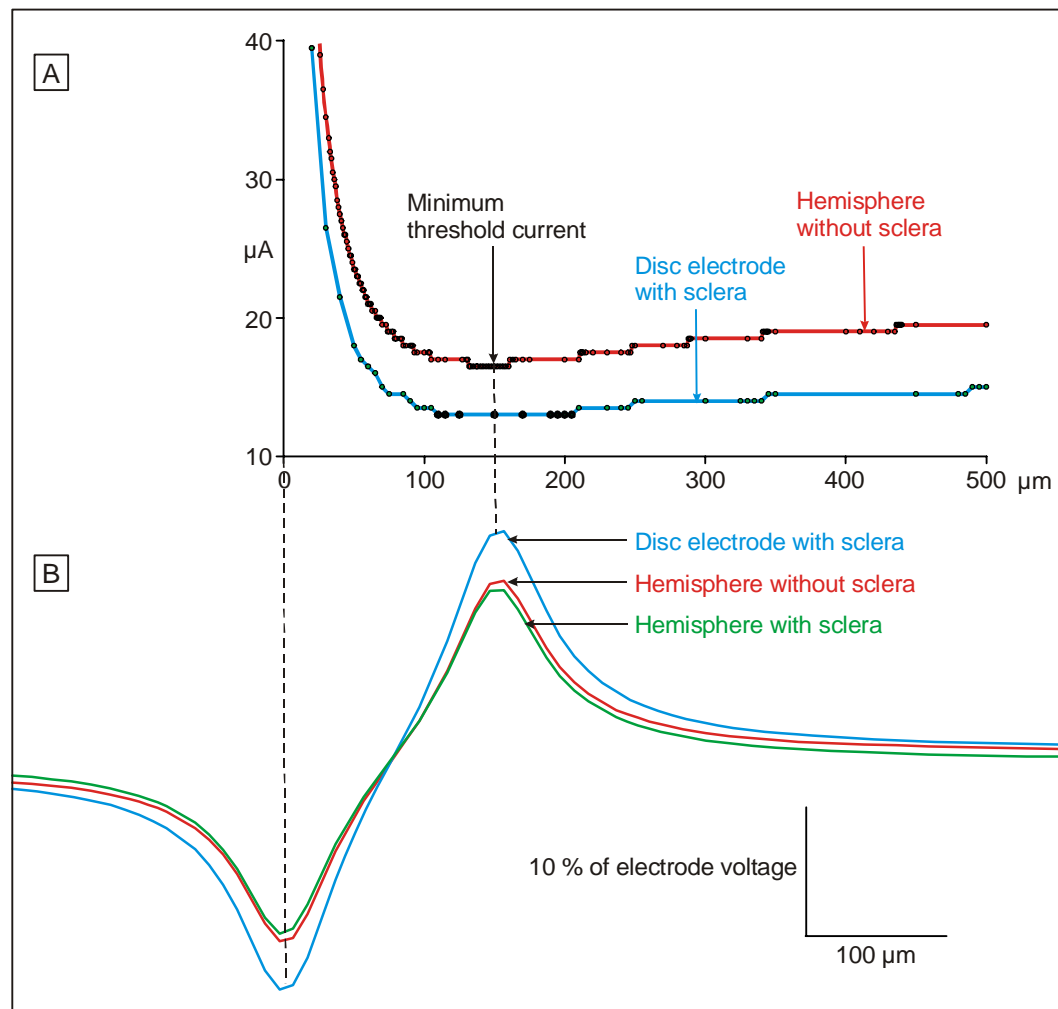 A
40
30
µA
20
10
Minimum
threshold current
Hemisphere
without sclera
Disc electrode
with sclera
0
100
200
300
400
500
µm
B
Disc electrode with sclera
Hemisphere without sclera
Hemisphere with sclera
10 % of electrode voltage
100 µm